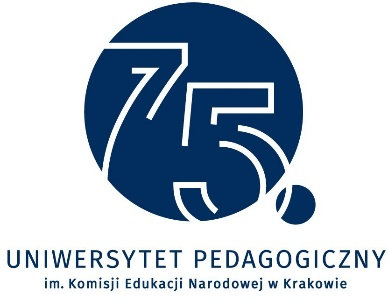 75.
UNIWERSYTET PEDAGOGICZNY
im. Komisji Edukacji Narodowej w Krakowie